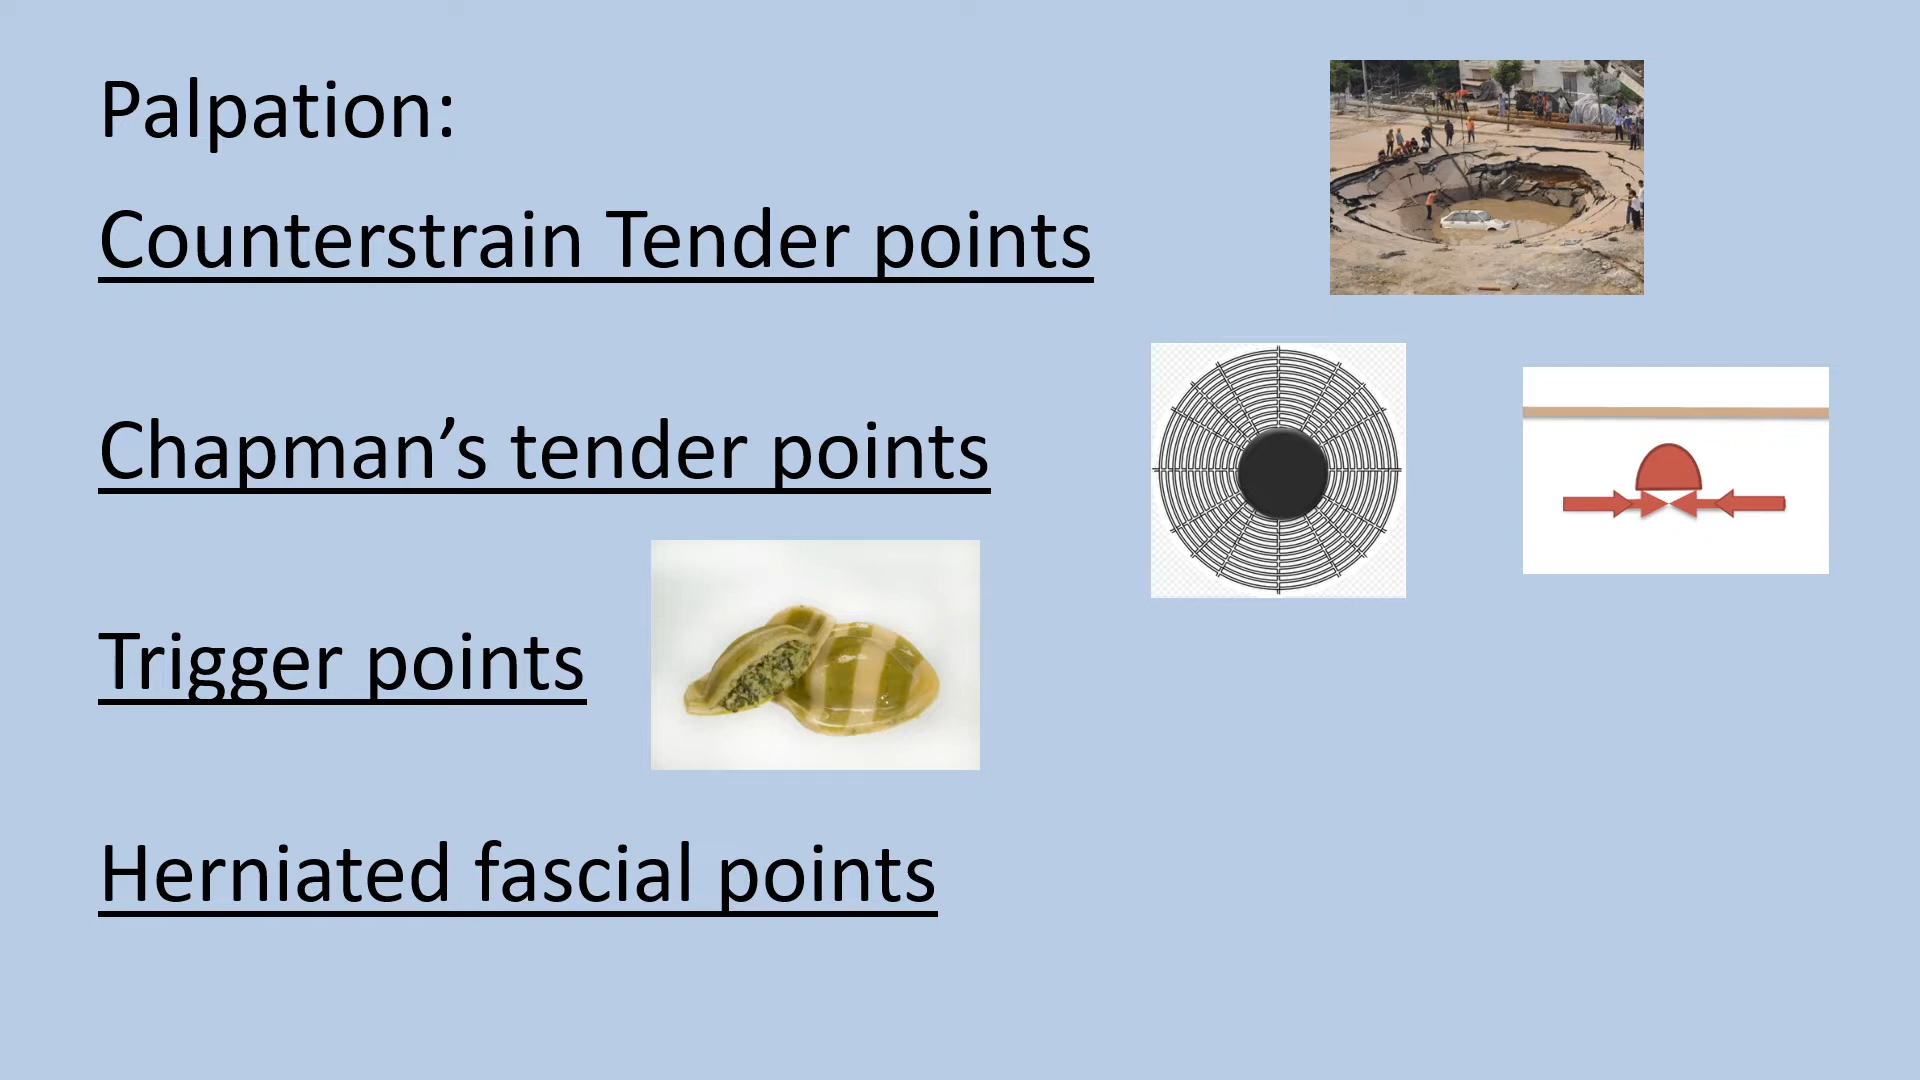 Palpation:
Counterstrain Tender points
Chapman’s tender points
Trigger points
Herniated fascial points